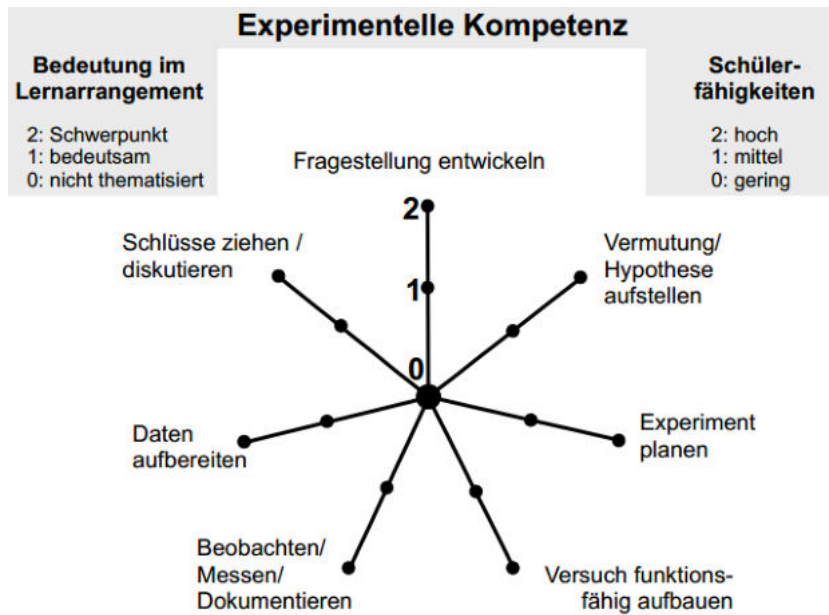 Experimentelle Kompetenz
Bedeutung im
Lernarrangement
2: Schwerpunkt
1: bedeutsam
0: nicht thematisiert
Schüler-
fähigkeiten
2: hoch
1: mittel
0: gering
Fragestellung entwickeln
2
1
0
Vermutung/
Hypothese
aufstellen
Experiment
planen
Versuch funktions-
fähig aufbauen
Beobachten/
Messen/
Dokumentieren
Daten
aufbereiten
Schlüsse ziehen /
diskutieren